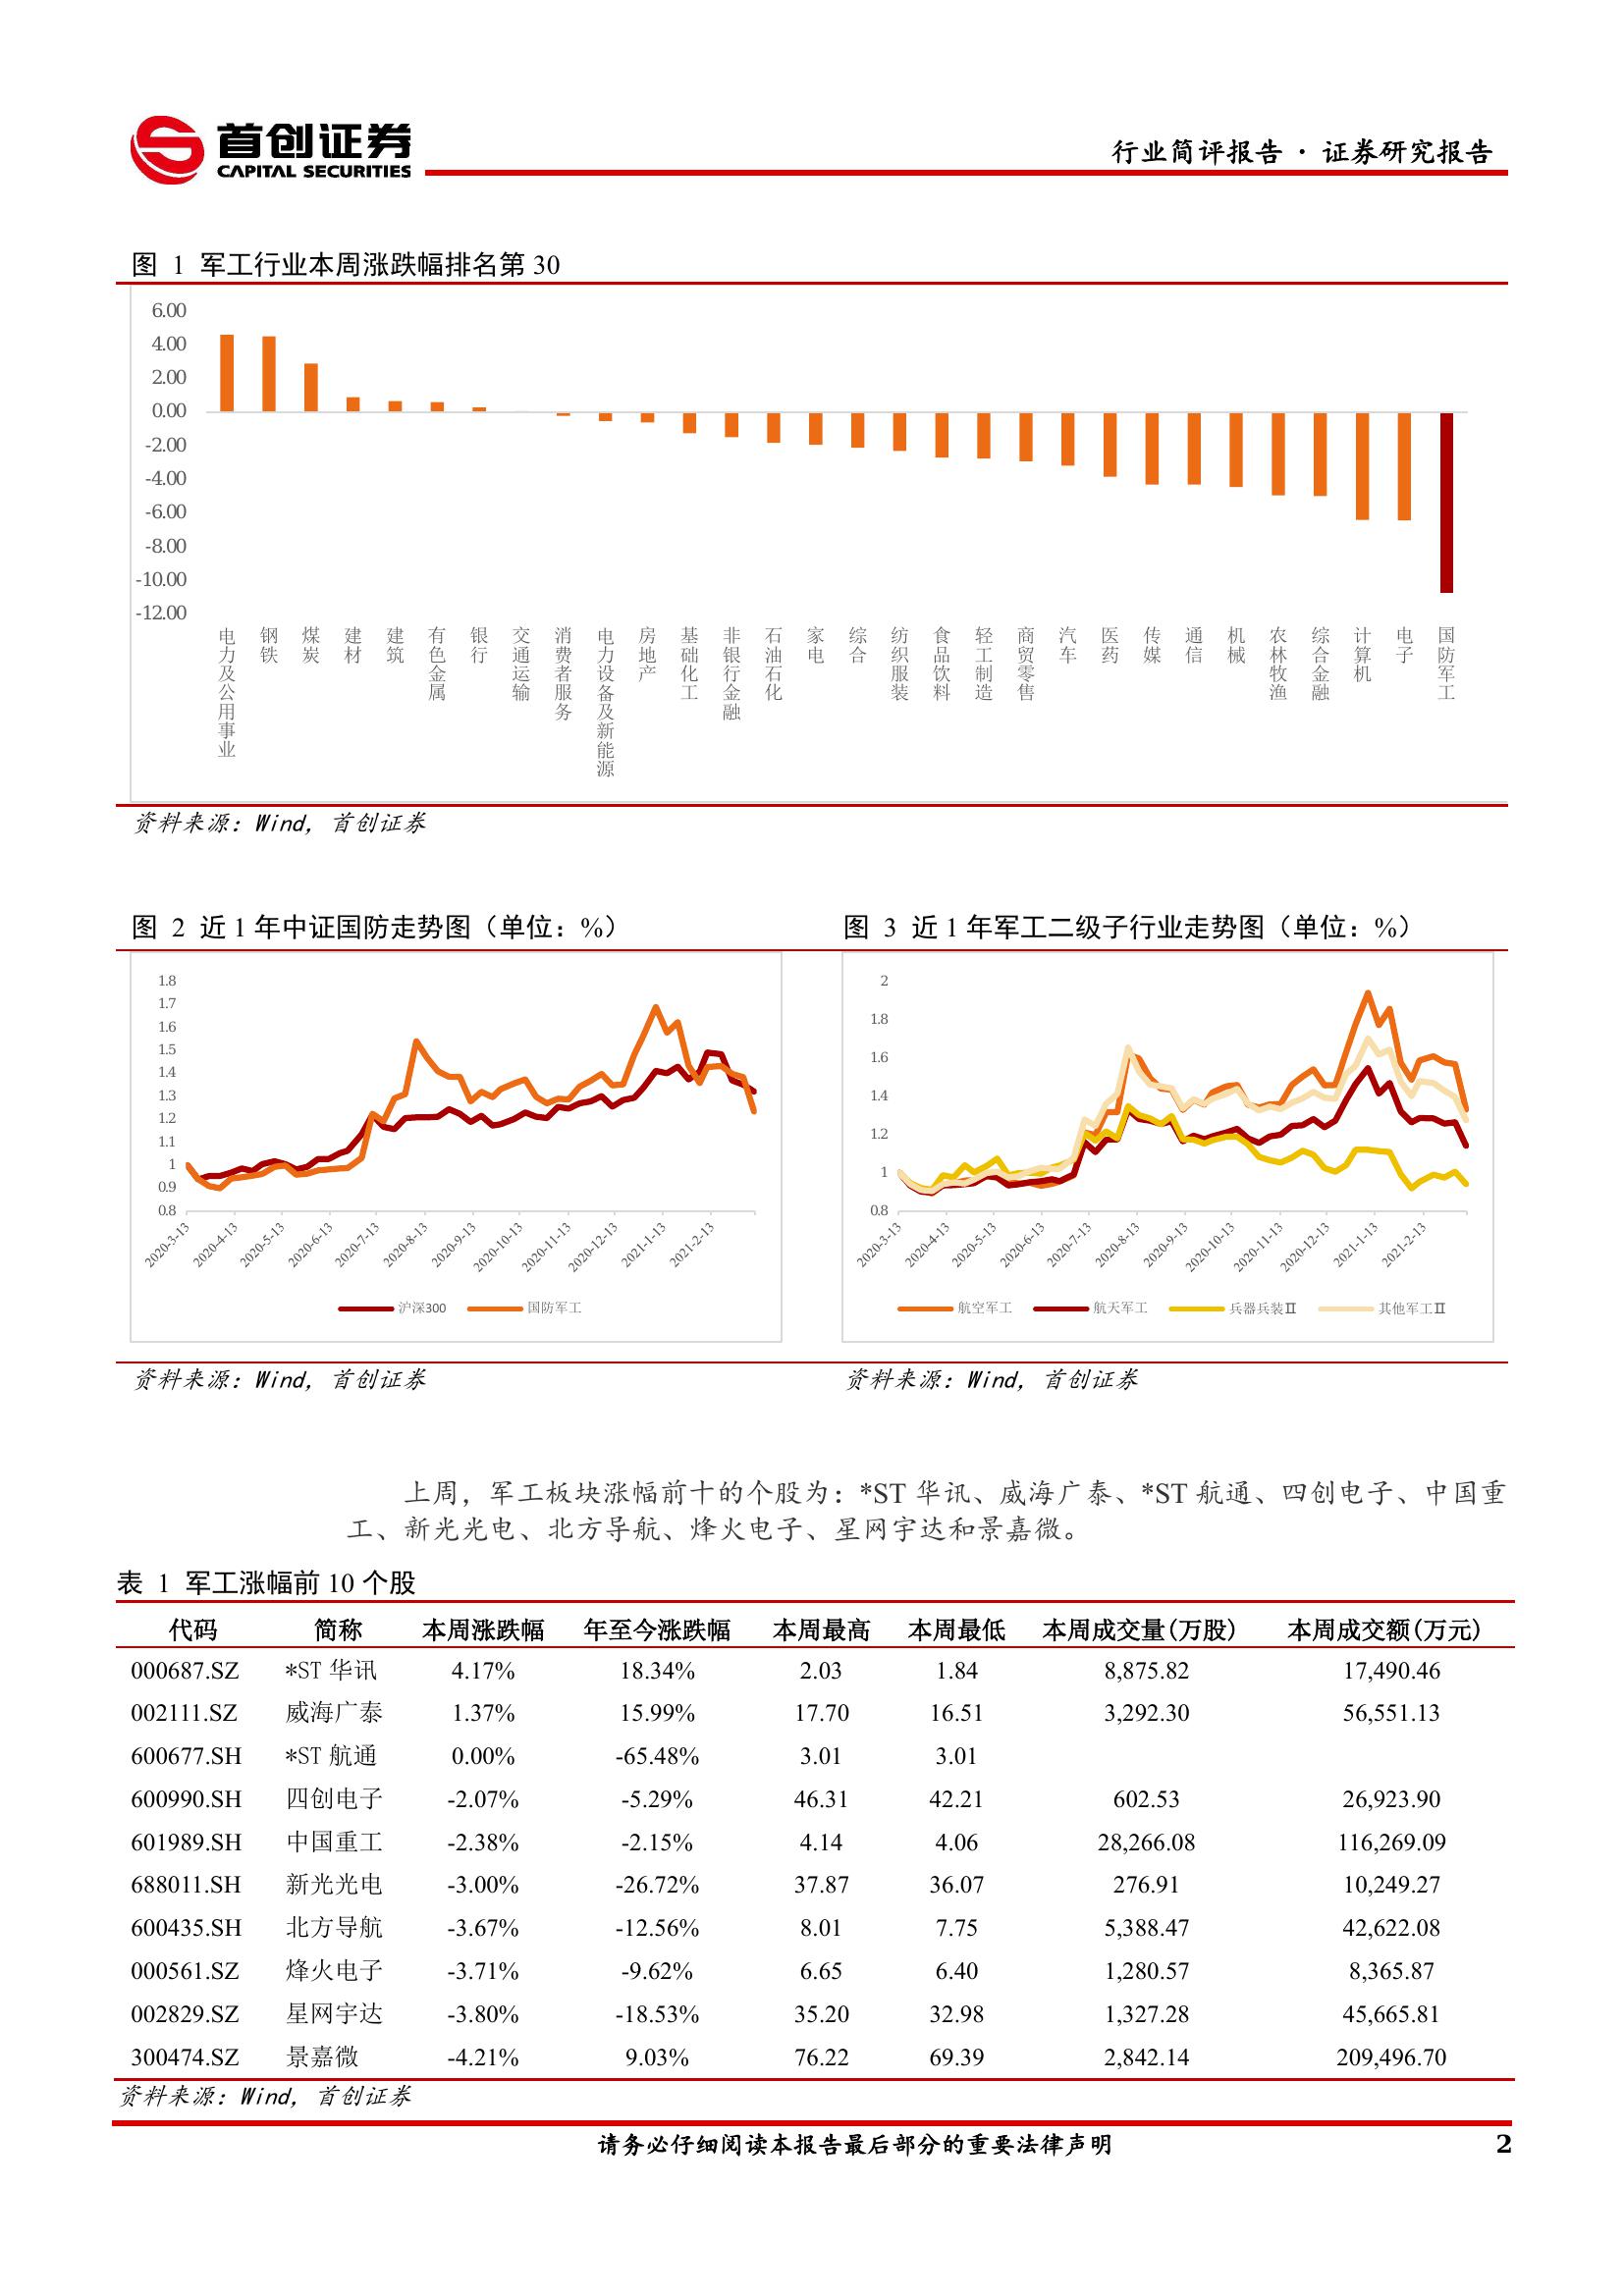 首创证券
CAPITAL SECURITIES
行业简评报告 · 证券研究报告
图 1 军工行业本周涨跌幅排名第 30
6.00
4.00
2.00
0.00
-2.00
-4.00
-6.00
-8.00
-10.00
-12.00
电力及公用事业
钢铁
煤炭
建材
建筑
有色金属
银行
交通运输
消费者服务
电力设备及新能源
房地产
基础化工
非银行金融
石油石化
家电
综合
纺织服装
食品饮料
轻工制造
商贸零售
汽车
医药
传媒
通信
机械
农林牧渔
综合金融
计算机
电子
国防军工
资料来源：Wind, 首创证券
图 2 近 1 年中证国防走势图（单位：%）
1.8
1.7
1.6
1.5
1.4
1.3
1.2
1.1
1
0.9
0.8
2020-3-13
2020-4-13
2020-5-13
2020-6-13
2020-7-13
2020-8-13
2020-9-13
2020-10-13
2020-11-13
2020-12-13
2021-1-13
2021-2-13
沪深300 国防军工
资料来源：Wind, 首创证券
图 3 近 1 年军工二级子行业走势图（单位：%）
2
1.8
1.6
1.4
1.2
1
0.8
2020-3-13
2020-4-13
2020-5-13
2020-6-13
2020-7-13
2020-8-13
2020-9-13
2020-10-13
2020-11-13
2020-12-13
2021-1-13
2021-2-13
航空军工 航天军工 兵器兵装Ⅱ 其他军工Ⅱ
资料来源：Wind, 首创证券
上周，军工板块涨幅前十的个股为：*ST 华讯、威海广泰、*ST 航通、四创电子、中国重
工、新光光电、北方导航、烽火电子、星网宇达和景嘉微。
表 1 军工涨幅前 10 个股
代码 简称 本周涨跌幅 年至今涨跌幅 本周最高 本周最低 本周成交量(万股) 本周成交额(万元)
000687.SZ *ST 华讯 4.17% 18.34% 2.03 1.84 8,875.82 17,490.46
002111.SZ 威海广泰 1.37% 15.99% 17.70 16.51 3,292.30 56,551.13
600677.SH *ST 航通 0.00% -65.48% 3.01 3.01
600990.SH 四创电子 -2.07% -5.29% 46.31 42.21 602.53 26,923.90
601989.SH 中国重工 -2.38% -2.15% 4.14 4.06 28,266.08 116,269.09
688011.SH 新光光电 -3.00% -26.72% 37.87 36.07 276.91 10,249.27
600435.SH 北方导航 -3.67% -12.56% 8.01 7.75 5,388.47 42,622.08
000561.SZ 烽火电子 -3.71% -9.62% 6.65 6.40 1,280.57 8,365.87
002829.SZ 星网宇达 -3.80% -18.53% 35.20 32.98 1,327.28 45,665.81
300474.SZ 景嘉微 -4.21% 9.03% 76.22 69.39 2,842.14 209,496.70
资料来源：Wind, 首创证券
请务必仔细阅读本报告最后部分的重要法律声明 2